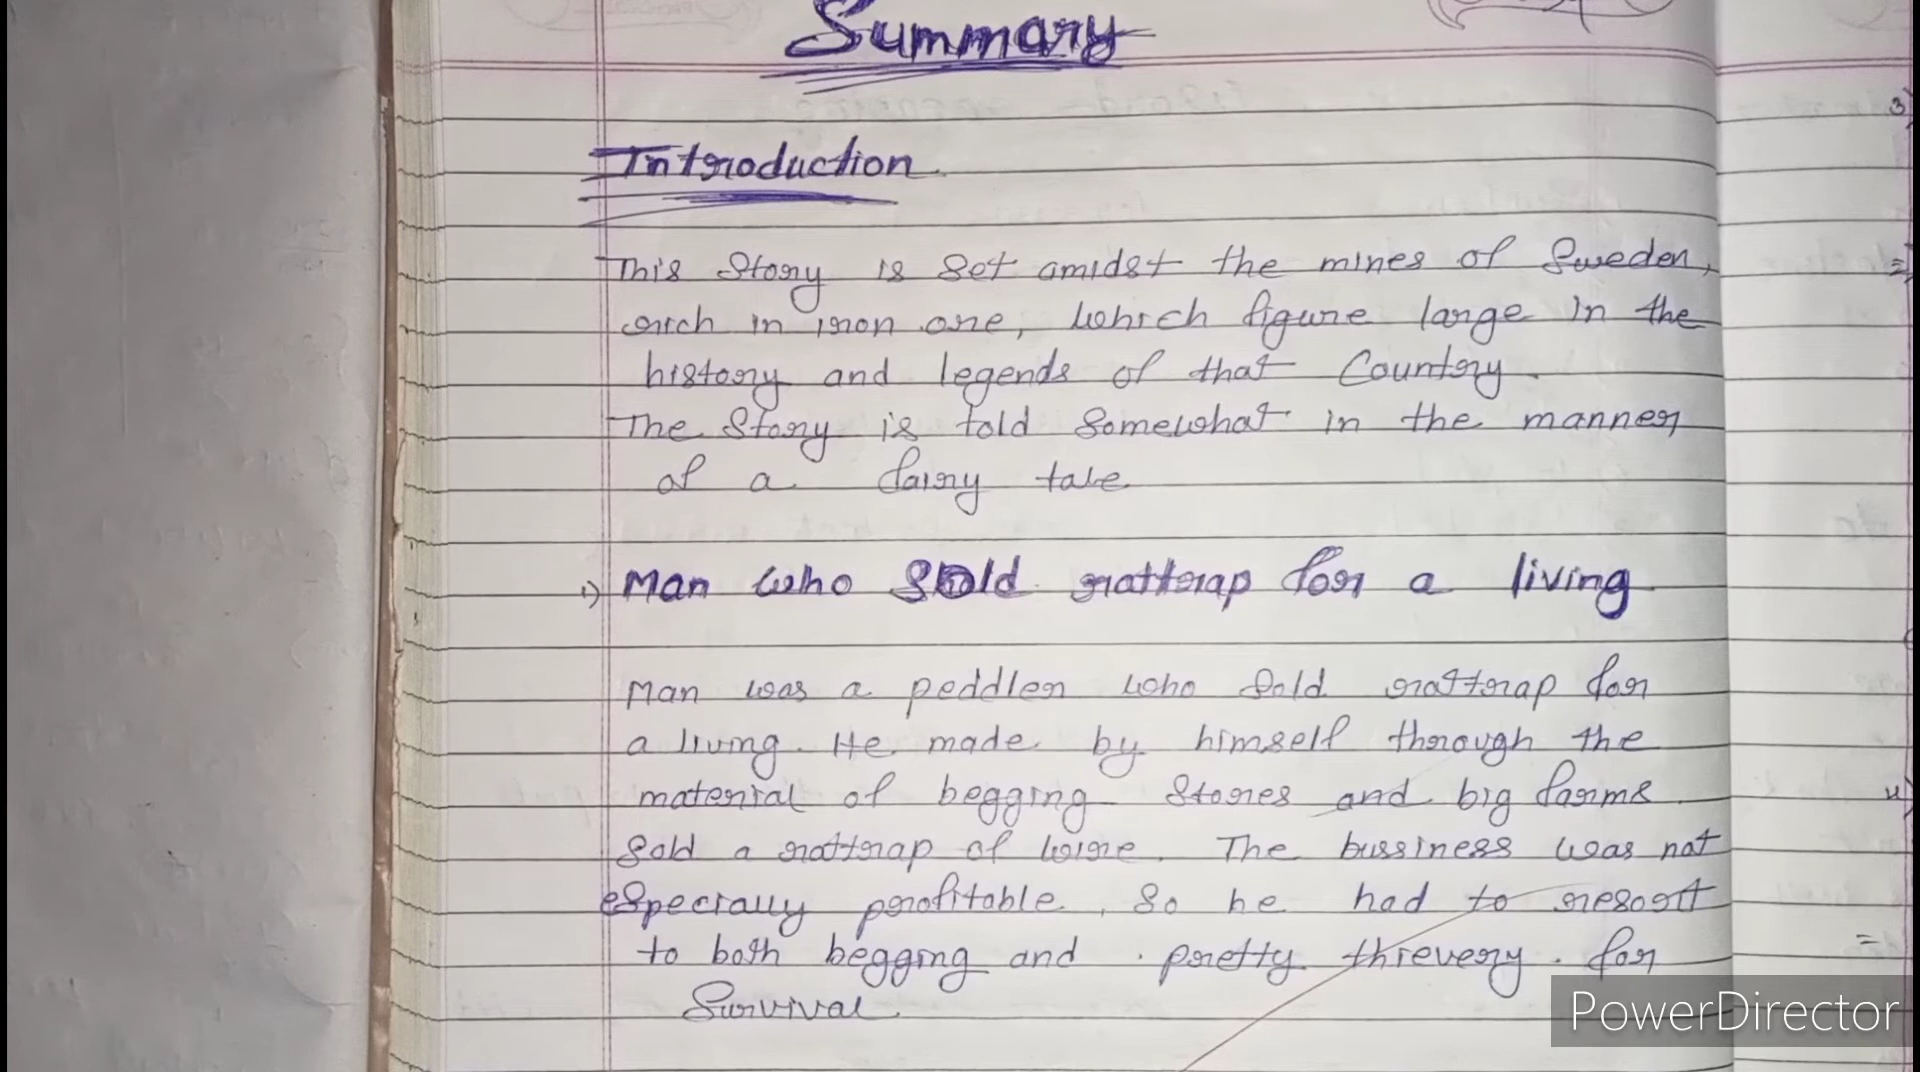 Summary
Introduction
This Story is Set amidst the mines of Sweden,
rich in iron ore, which figure large in the
history and legends of that Country.
The Story is told Somewhat in the manner
of a fairy tale
1) Man who Sold rattrap for a living
Man was a peddler who Sold rattrap for
a living. He made by himself through the
material of begging Stores and big farms
Sold a rattrap of wire. The bussiness was not
especially profitable, So he had to resort
to both begging and pretty thievery. for
Survival
3)
4)
PowerDirector